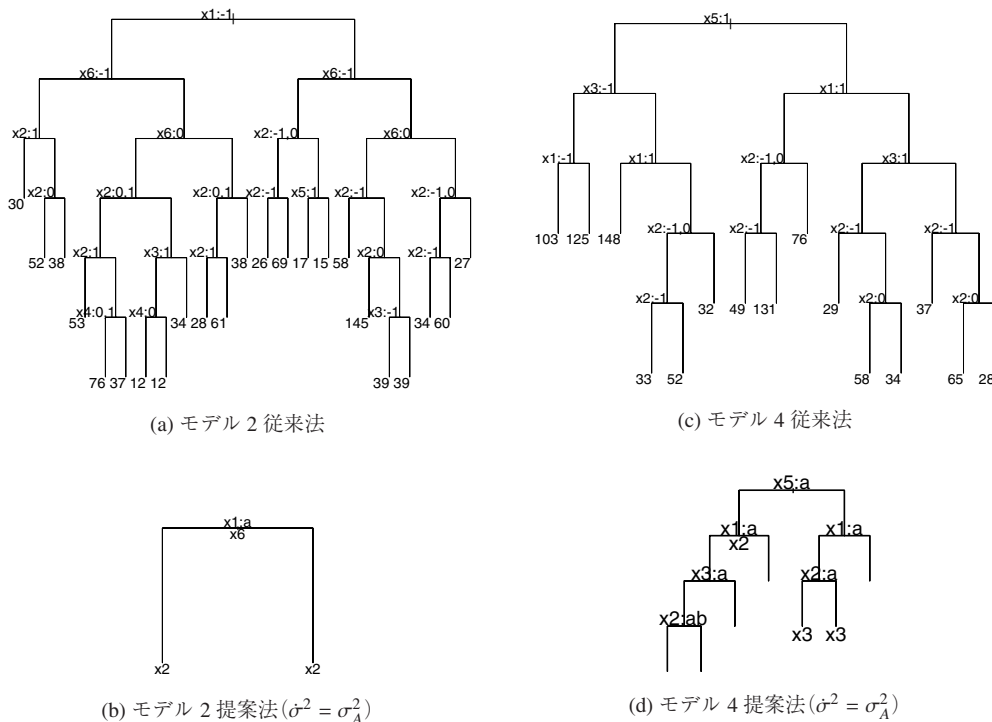 x1:-1
x6:-1 x6:-1
x2:1 x6:0 x2:-1,0 x6:0
30 x2:0 x2:0,1 x2:0,1 x2:-1 x5:1 x2:-1 x2:-1,0
52 38 x2:1 x3:1 x2:1 38 26 69 17 15 58 x2:0 x2:-1 27
53 x4:0,1 x4:0 34 28 61 145 x3:-1 34 60
76 37 12 12 39 39
(a) モデル 2 従来法
x5:1
x3:-1 x1:1
x1:-1 x1:1 x2:-1,0 x3:1
103 125 148 x2:-1,0 x2:-1 76 x2:-1 x2:-1
x2:-1 32 49 131 29 x2:0 37 x2:0
33 52 58 34 65 28
(c) モデル 4 従来法
x1:a
x6
x2 x2
(b) モデル 2 提案法(σ̇² = σ_A²)
x5:a
x1:a x1:a
x2
x3:a x2:a
x2:ab x3 x3
(d) モデル 4 提案法(σ̇² = σ_A²)